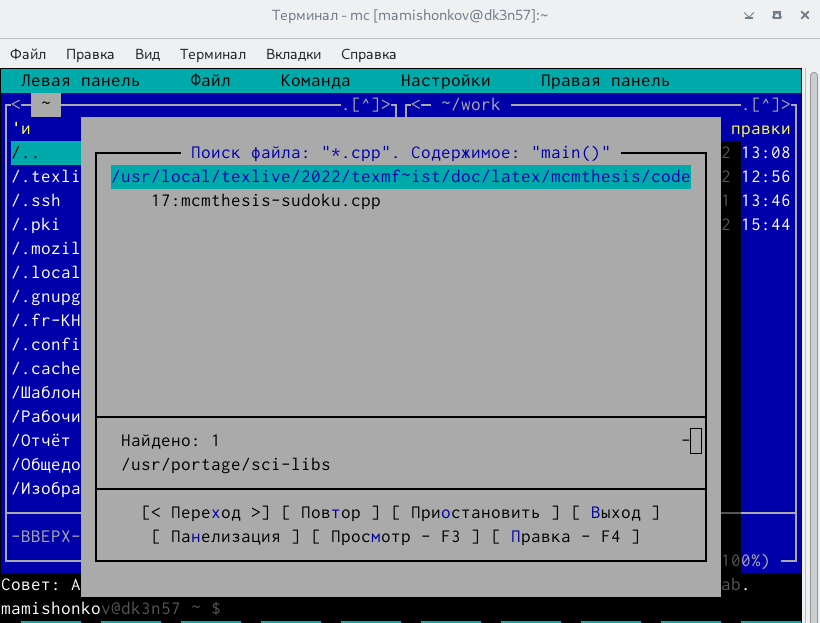 Терминал - mc [mamishonkov@dk3n57]:~
Файл Правка Вид Терминал Вкладки Справка
Левая панель Файл Команда Настройки Правая панель
<- ~ .[^]> <- ~/work .[^]>
'и правки
/.. 2 13:08
/.texli 2 12:56
/.ssh 1 13:46
/.pki 2 15:44
/.mozil
/.local
/.gnupg
/.fr-KH
/.confi
/.cache
/Шаблон
/Рабочи
/Отчёт
/Общедо
/Изобра
-ВВЕРХ-
100%)
Поиск файла: "*.cpp". Содержимое: "main()"
/usr/local/texlive/2022/texmf~ist/doc/latex/mcmthesis/code
17:mcmthesis-sudoku.cpp
Найдено: 1 -
/usr/portage/sci-libs
[< Переход >] [ Повтор ] [ Приостановить ] [ Выход ]
[ Панелизация ] [ Просмотр - F3 ] [ Правка - F4 ]
Совет: А ab.
mamishonkov@dk3n57 ~ $